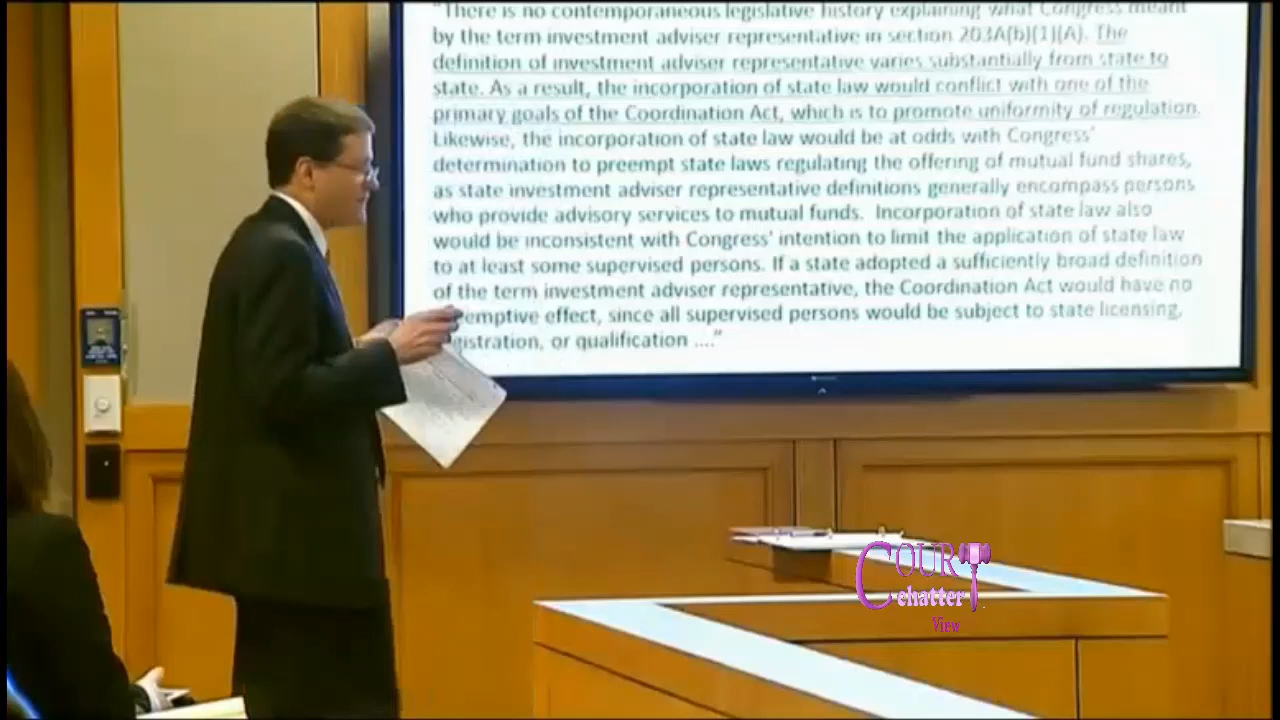 "There is no contemporaneous legislative history explaining what Congress meant
by the term investment adviser representative in section 203A(b)(1)(A). The
definition of investment adviser representative varies substantially from state to
state. As a result, the incorporation of state law would conflict with one of the
primary goals of the Coordination Act, which is to promote uniformity of regulation.
Likewise, the incorporation of state law would be at odds with Congress'
determination to preempt state laws regulating the offering of mutual fund shares,
as state investment adviser representative definitions generally encompass persons
who provide advisory services to mutual funds. Incorporation of state law also
would be inconsistent with Congress' intention to limit the application of state law
to at least some supervised persons. If a state adopted a sufficiently broad definition
of the term investment adviser representative, the Coordination Act would have no
emptive effect, since all supervised persons would be subject to state licensing,
gistration, or qualification ...."
COURT
chatter
View